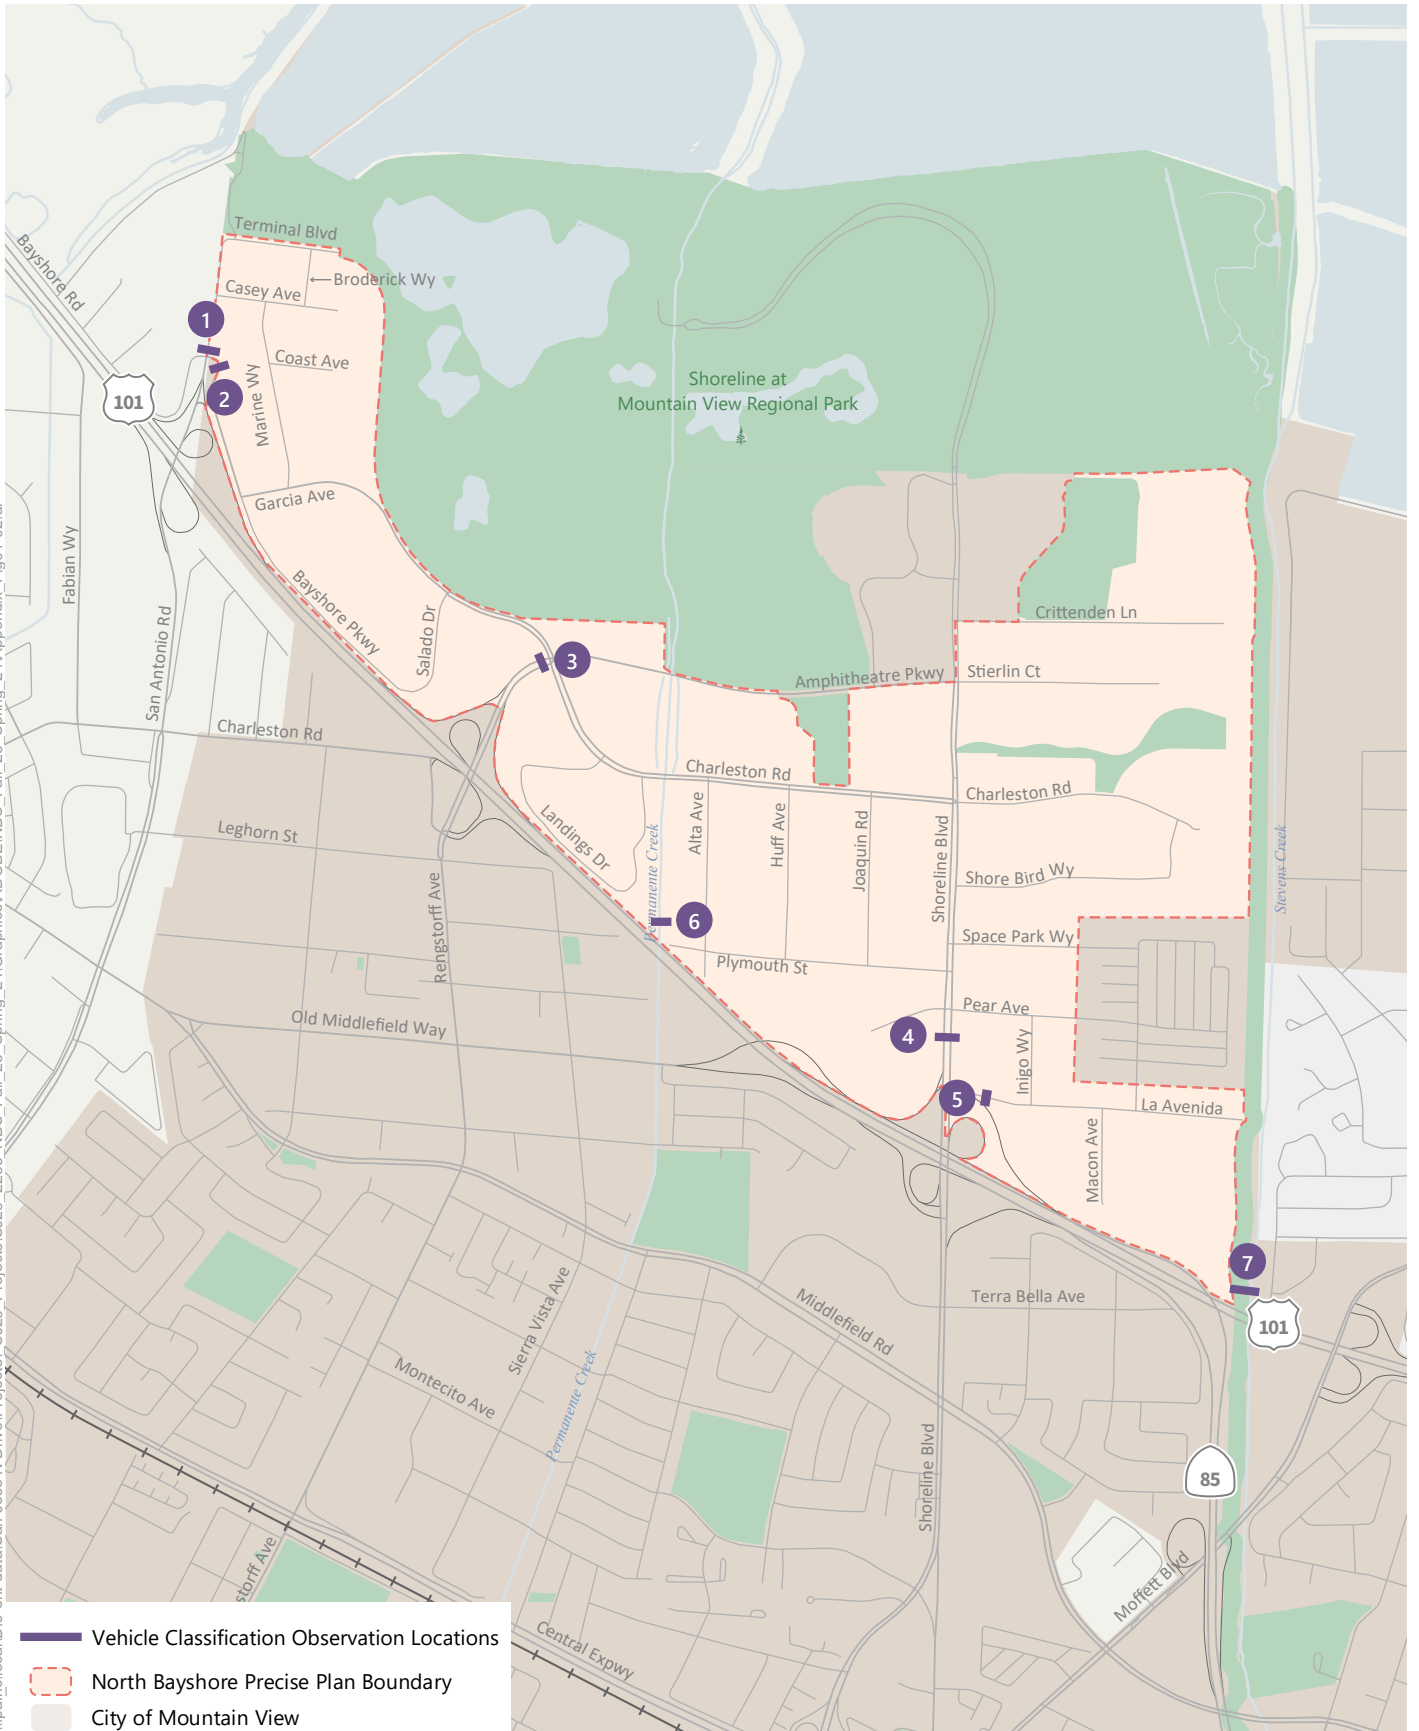 Terminal Blvd
Bayshore Rd
Broderick Wy
Casey Ave
1
Coast Ave
101
2
Marine Wy
Shoreline at
Mountain View Regional Park
Garcia Ave
Fabian Wy
Bayshore Pkwy
Salado Dr
San Antonio Rd
Crittenden Ln
3
Amphitheatre Pkwy
Stierlin Ct
Charleston Rd
Charleston Rd
Charleston Rd
Landings Dr
Alta Ave
Huff Ave
Joaquin Rd
Shoreline Blvd
Leghorn St
Permanente Creek
Shore Bird Wy
Stevens Creek
Rengstorff Ave
6
Space Park Wy
Plymouth St
Pear Ave
Old Middlefield Way
4
Inigo Wy
5
La Avenida
Macon Ave
7
Terra Bella Ave
101
Sierra Vista Ave
Middlefield Rd
Montecito Ave
Permanente Creek
Shoreline Blvd
85
Moffett Blvd
storff Ave
Central Expwy
Vehicle Classification Observation Locations
North Bayshore Precise Plan Boundary
City of Mountain View